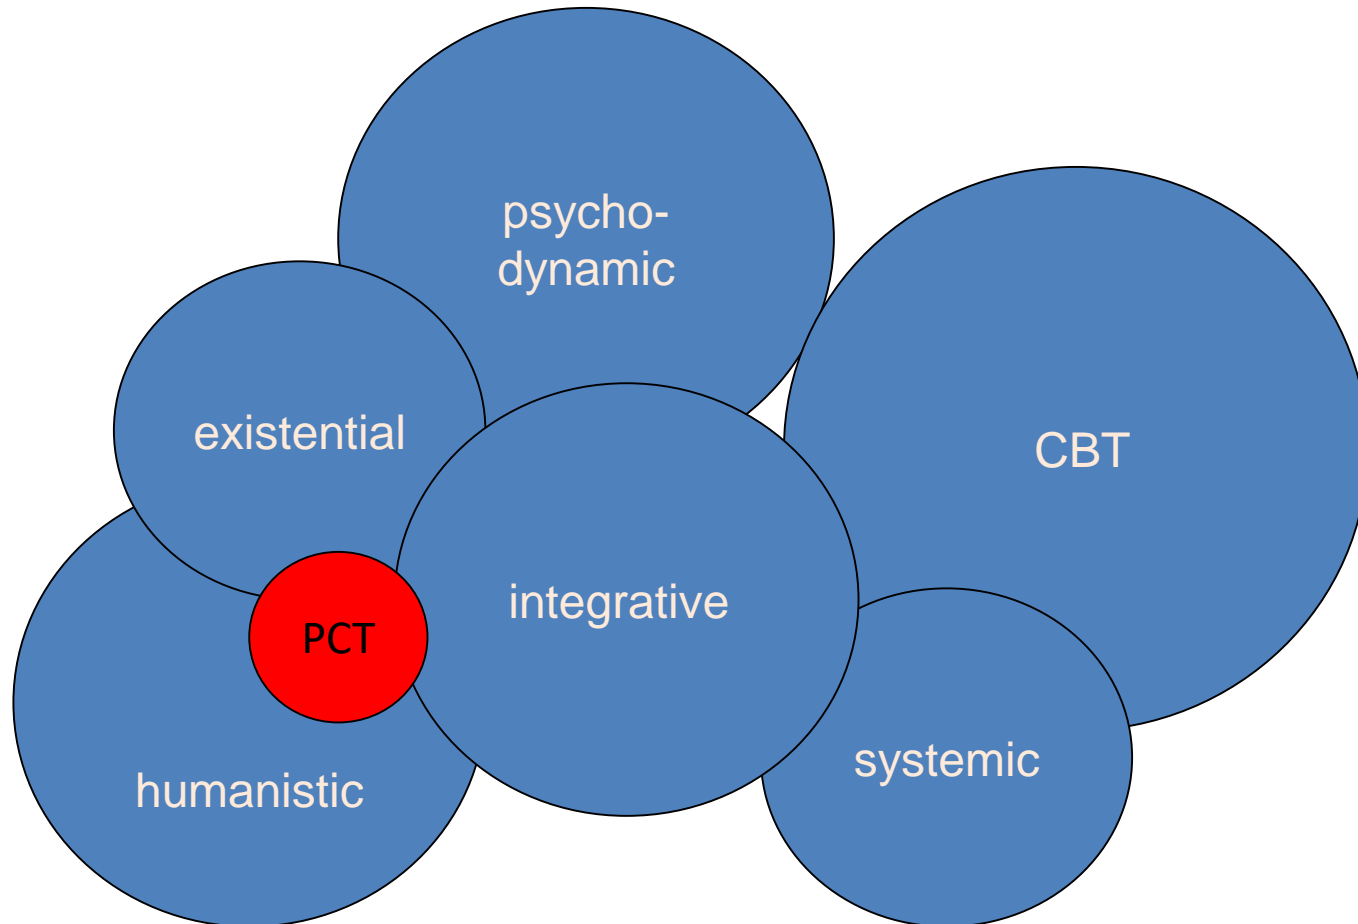 psycho-
dynamic
existential
CBT
integrative
PCT
systemic
humanistic